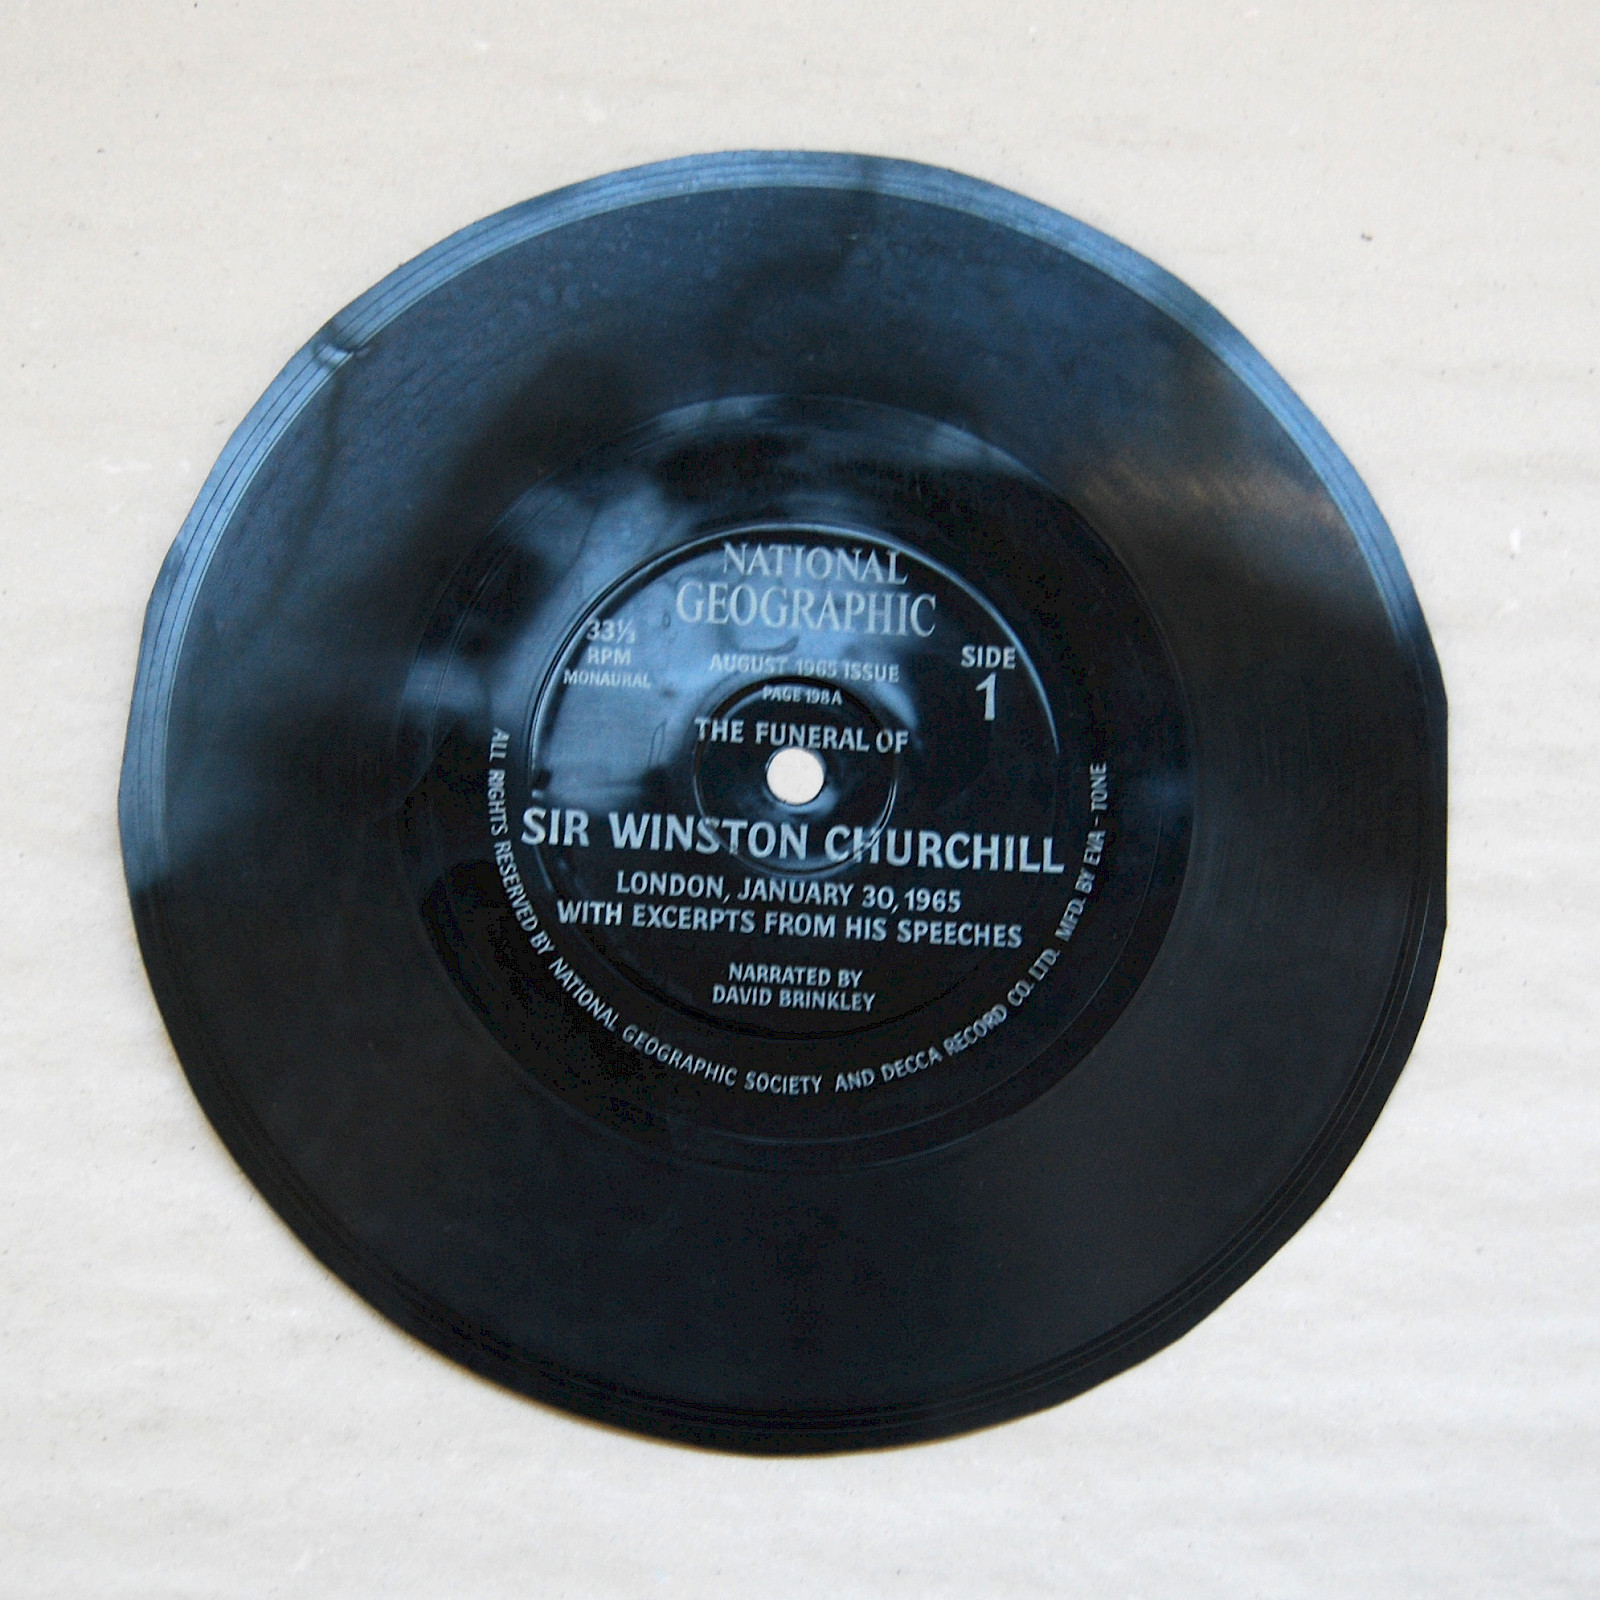 NATIONAL
GEOGRAPHIC
33⅓
RPM
MONAURAL
AUGUST 1965 ISSUE
PAGE 198A
SIDE
1
THE FUNERAL OF
SIR WINSTON CHURCHILL
LONDON, JANUARY 30, 1965
WITH EXCERPTS FROM HIS SPEECHES
NARRATED BY
DAVID BRINKLEY
ALL RIGHTS RESERVED BY NATIONAL GEOGRAPHIC SOCIETY AND DECCA RECORD CO. LTD. MFD. BY EVA-TONE